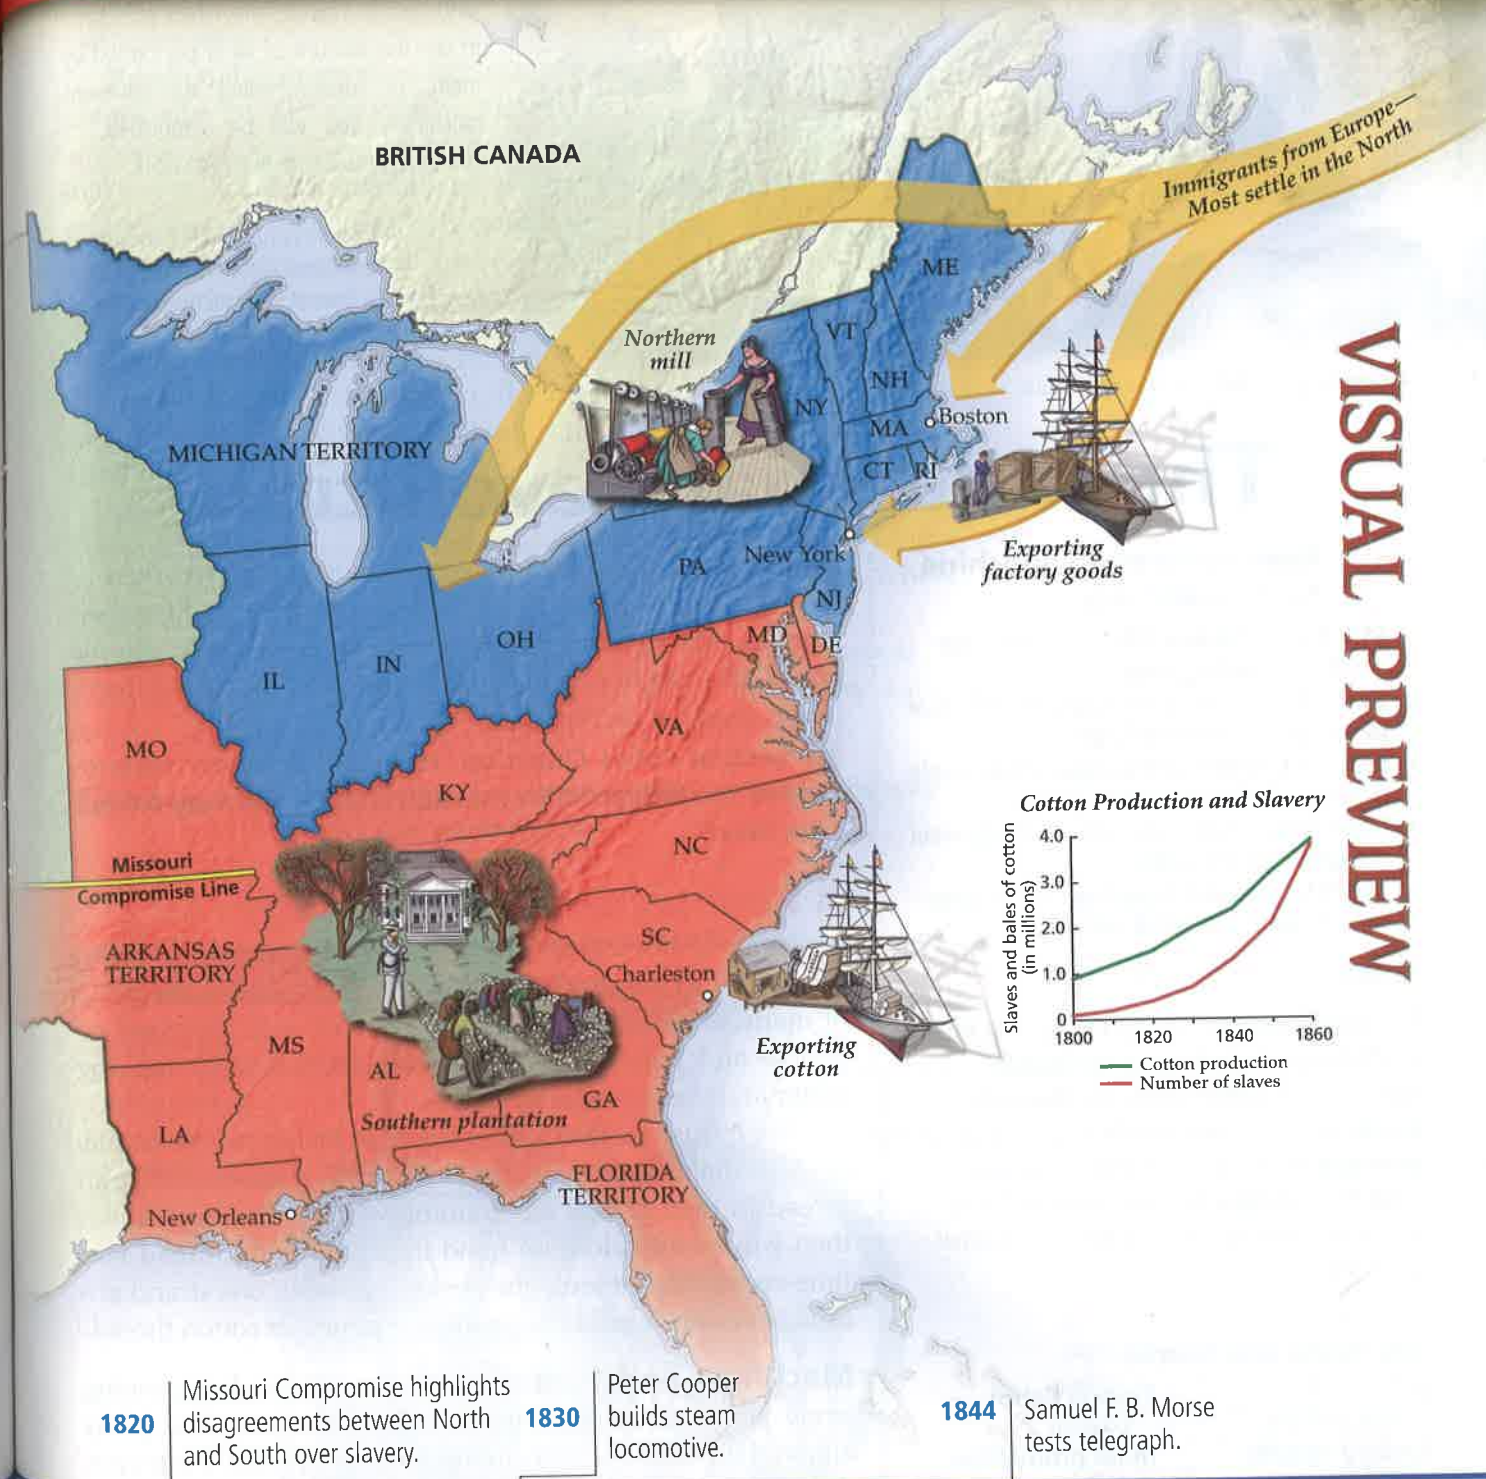 BRITISH CANADA
Immigrants from Europe—
Most settle in the North
ME
VT
NH
NY
MA
Boston
CT
RI
Northern
mill
MICHIGAN TERRITORY
Exporting
factory goods
New York
PA
NJ
MD
DE
OH
IN
IL
VA
MO
KY
NC
Missouri
Compromise Line
ARKANSAS
TERRITORY
SC
Charleston
MS
AL
GA
Southern plantation
LA
New Orleans
FLORIDA
TERRITORY
Exporting
cotton
VISUAL PREVIEW
Cotton Production and Slavery
Slaves and bales of cotton
(in millions)
4.0
3.0
2.0
1.0
0
1800 1820 1840 1860
Cotton production
Number of slaves
1820
Missouri Compromise highlights
disagreements between North
and South over slavery.
1830
Peter Cooper
builds steam
locomotive.
1844
Samuel F. B. Morse
tests telegraph.